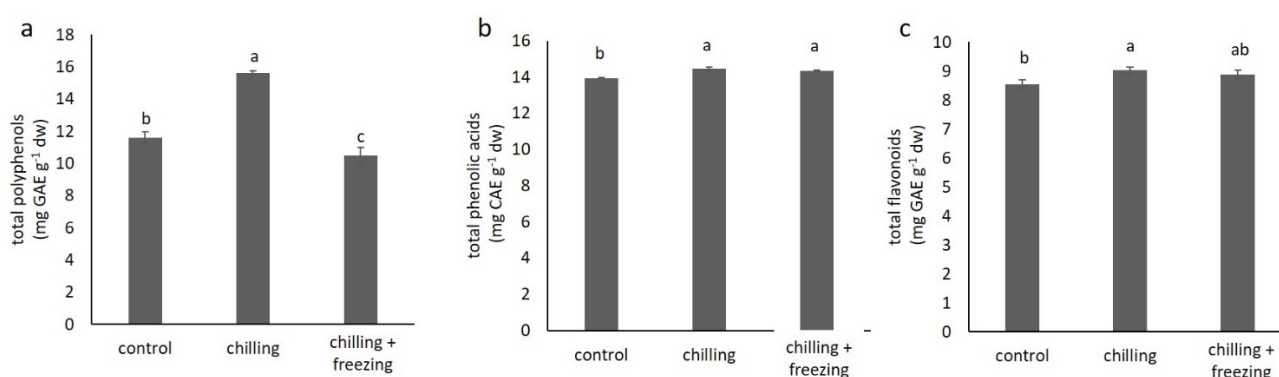 a
total polyphenols
(mg GAE g⁻¹ dw)
18
16
14
12
10
8
6
4
2
0
b
a
c
control
chilling
chilling +
freezing
b
total phenolic acids
(mg CAE g⁻¹ dw)
16
14
12
10
8
6
4
2
0
b
a
a
control
chilling
chilling +
freezing
c
total flavonoids
(mg GAE g⁻¹ dw)
10
9
8
7
6
5
4
3
2
1
0
b
a
ab
control
chilling
chilling +
freezing